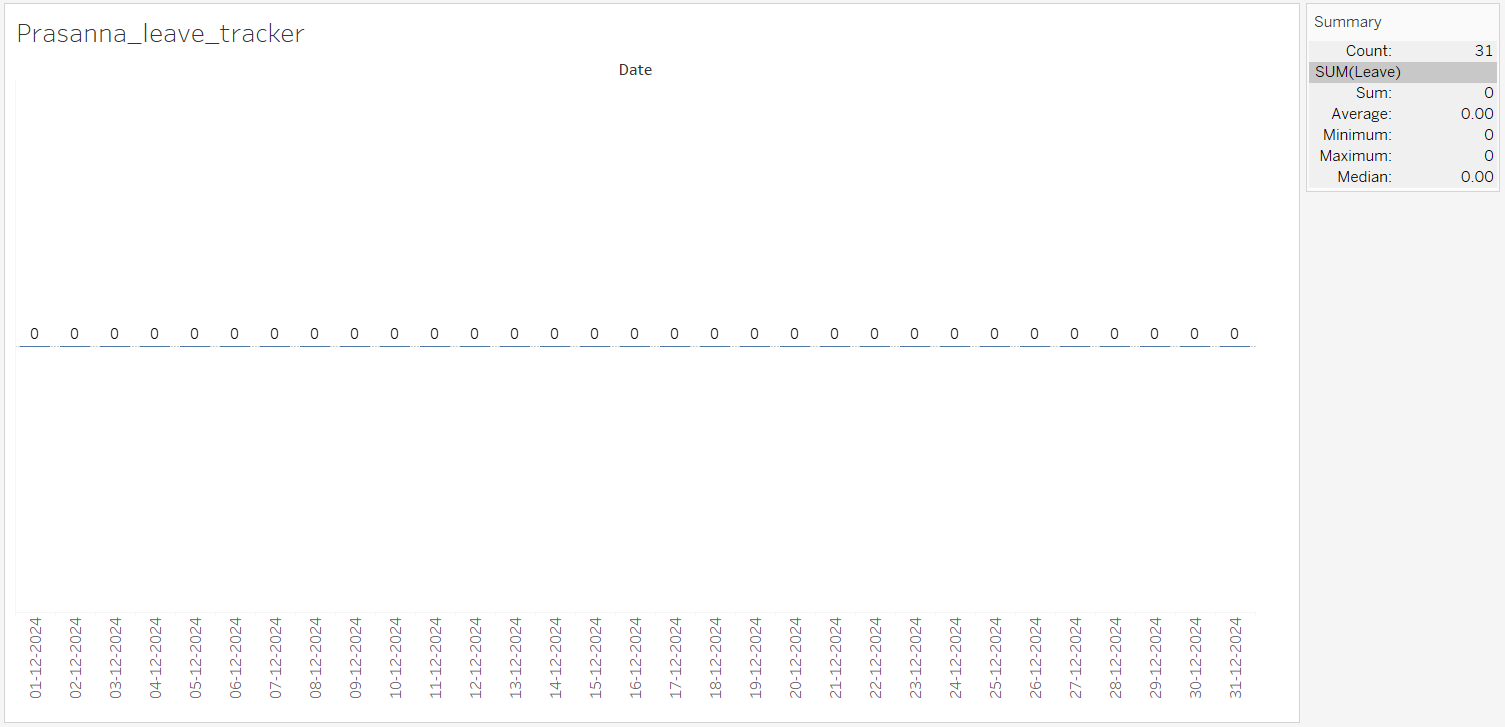 Prasanna_leave_tracker
Date
0 0 0 0 0 0 0 0 0 0 0 0 0 0 0 0 0 0 0 0 0 0 0 0 0 0 0 0 0 0 0
01-12-2024
02-12-2024
03-12-2024
04-12-2024
05-12-2024
06-12-2024
07-12-2024
08-12-2024
09-12-2024
10-12-2024
11-12-2024
12-12-2024
13-12-2024
14-12-2024
15-12-2024
16-12-2024
17-12-2024
18-12-2024
19-12-2024
20-12-2024
21-12-2024
22-12-2024
23-12-2024
24-12-2024
25-12-2024
26-12-2024
27-12-2024
28-12-2024
29-12-2024
30-12-2024
31-12-2024
Summary
Count: 31
SUM(Leave)
Sum: 0
Average: 0.00
Minimum: 0
Maximum: 0
Median: 0.00